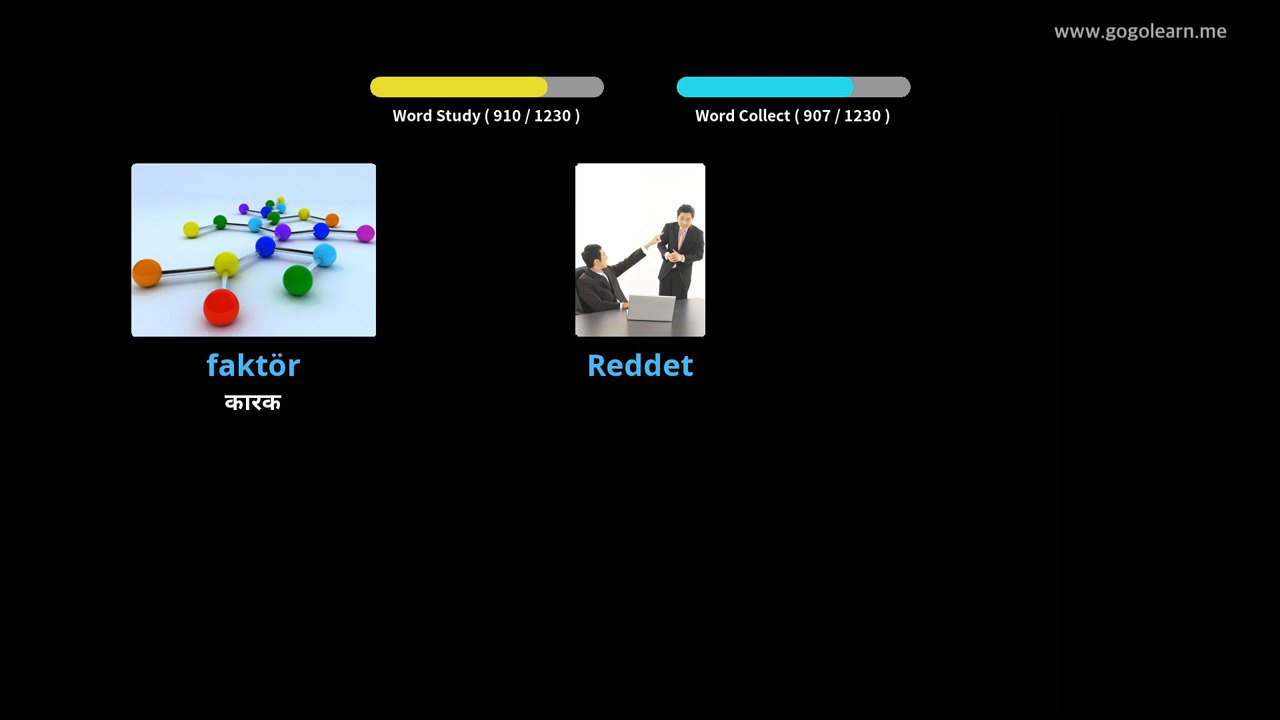 www.gogolearn.me
Word Study ( 910 / 1230 )
Word Collect ( 907 / 1230 )
faktör
कारक
Reddet